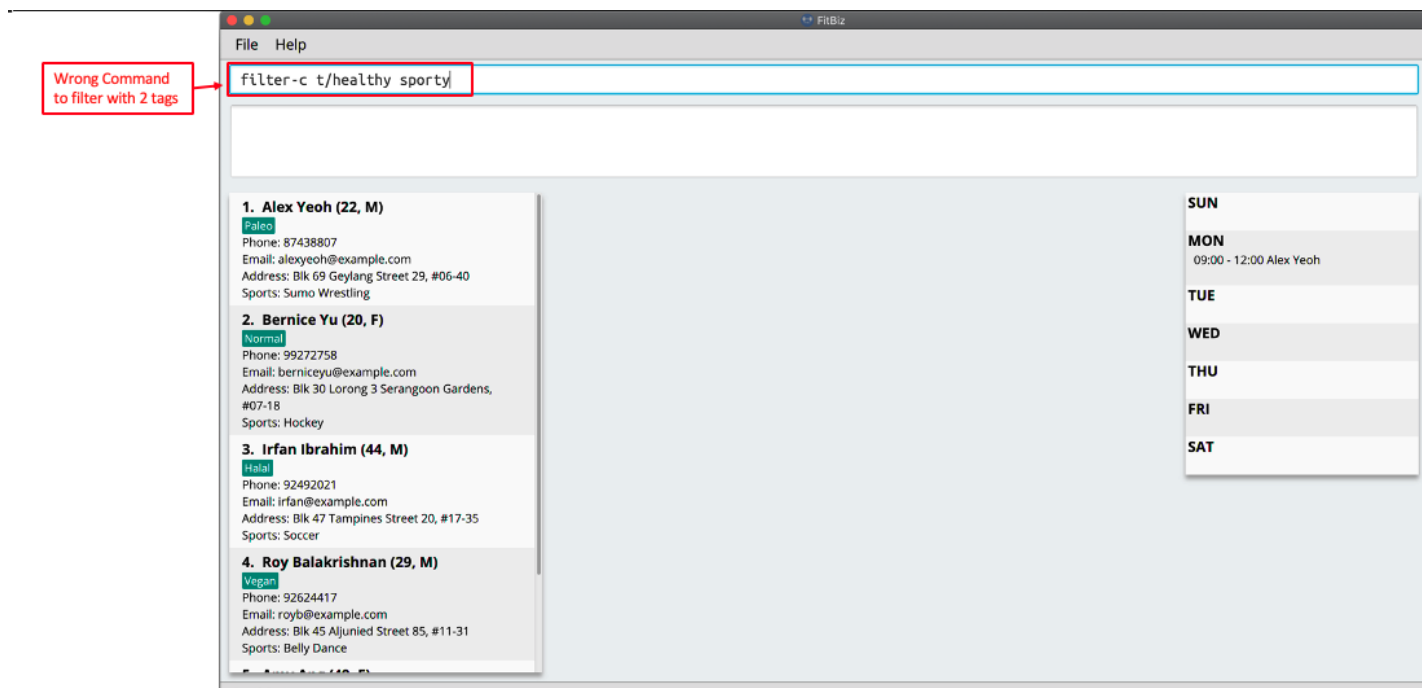 FitBiz
File Help
Wrong Command
to filter with 2 tags
filter-c t/healthy sporty
1. Alex Yeoh (22, M)
Paleo
Phone: 87438807
Email: alexyeoh@example.com
Address: Blk 69 Geylang Street 29, #06-40
Sports: Sumo Wrestling
2. Bernice Yu (20, F)
Normal
Phone: 99272758
Email: berniceyu@example.com
Address: Blk 30 Lorong 3 Serangoon Gardens,
#07-18
Sports: Hockey
3. Irfan Ibrahim (44, M)
Halal
Phone: 92492021
Email: irfan@example.com
Address: Blk 47 Tampines Street 20, #17-35
Sports: Soccer
4. Roy Balakrishnan (29, M)
Vegan
Phone: 92624417
Email: royb@example.com
Address: Blk 45 Aljunied Street 85, #11-31
Sports: Belly Dance
SUN
MON
09:00 - 12:00 Alex Yeoh
TUE
WED
THU
FRI
SAT